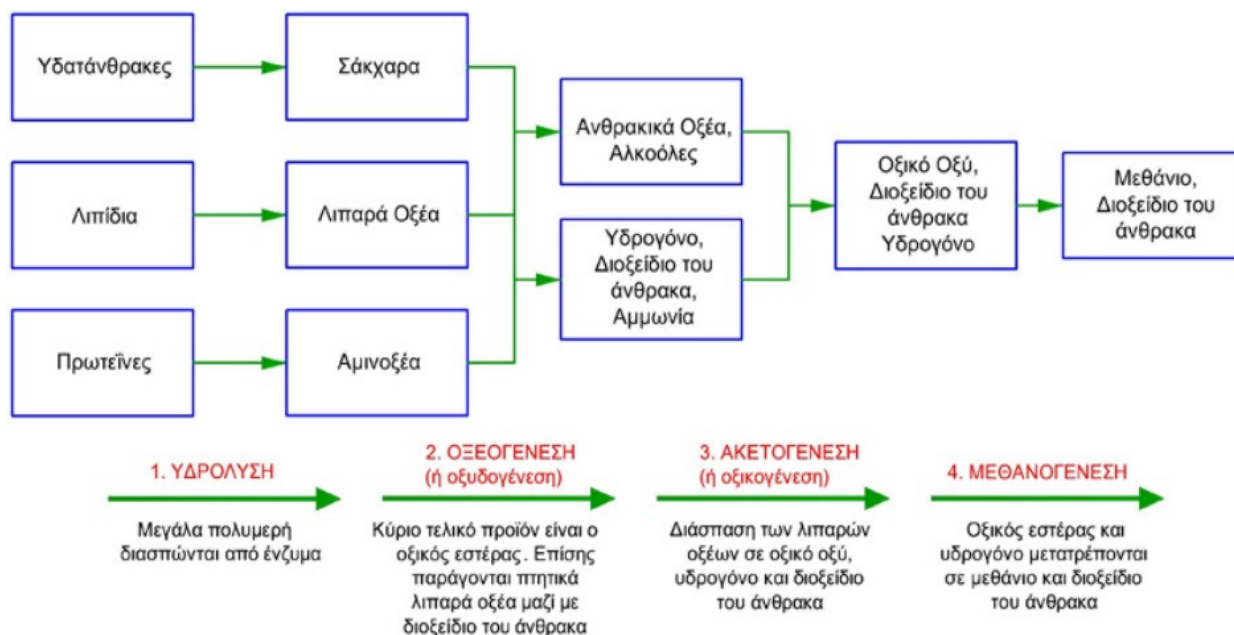 Υδατάνθρακες
Σάκχαρα
Λιπίδια
Λιπαρά Οξέα
Πρωτεΐνες
Αμινοξέα
Ανθρακικά Οξέα,
Αλκοόλες
Υδρογόνο,
Διοξείδιο του
άνθρακα,
Αμμωνία
Οξικό Οξύ,
Διοξείδιο του
άνθρακα
Υδρογόνο
Μεθάνιο,
Διοξείδιο του
άνθρακα
1. ΥΔΡΟΛΥΣΗ
Μεγάλα πολυμερή
διασπώνται από ένζυμα
2. ΟΞΕΟΓΕΝΕΣΗ
(ή οξυδογένεση)
Κύριο τελικό προϊόν είναι ο
οξικός εστέρας. Επίσης
παράγονται πτητικά
λιπαρά οξέα μαζί με
διοξείδιο του άνθρακα
3. ΑΚΕΤΟΓΕΝΕΣΗ
(ή οξικογένεση)
Διάσπαση των λιπαρών
οξέων σε οξικό οξύ,
υδρογόνο και διοξείδιο
του άνθρακα
4. ΜΕΘΑΝΟΓΕΝΕΣΗ
Οξικός εστέρας και
υδρογόνο μετατρέπονται
σε μεθάνιο και διοξείδιο
του άνθρακα